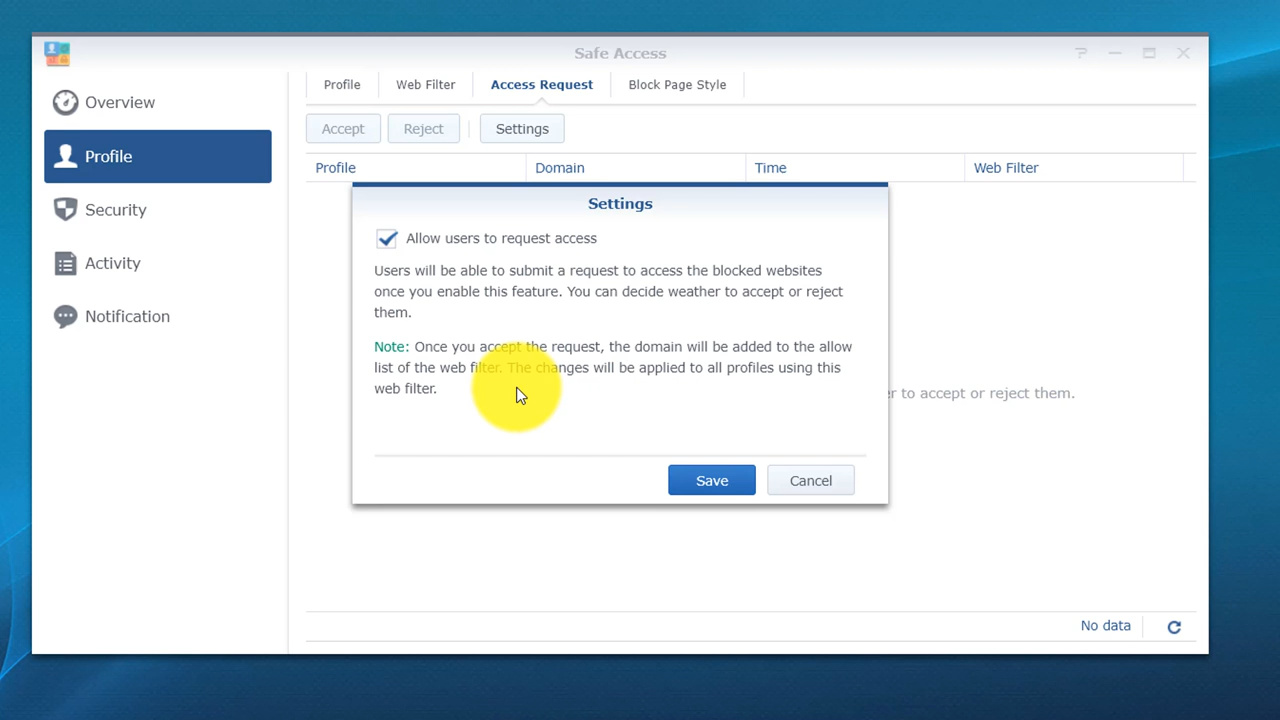 Safe Access
Overview
Profile
Security
Activity
Notification
Profile Web Filter Access Request Block Page Style
Accept Reject Settings
Profile Domain Time Web Filter
Settings
Allow users to request access
Users will be able to submit a request to access the blocked websites
once you enable this feature. You can decide weather to accept or reject
them.
Note: Once you accept the request, the domain will be added to the allow
list of the web filter. The changes will be applied to all profiles using this
web filter.
er to accept or reject them.
Save Cancel
No data